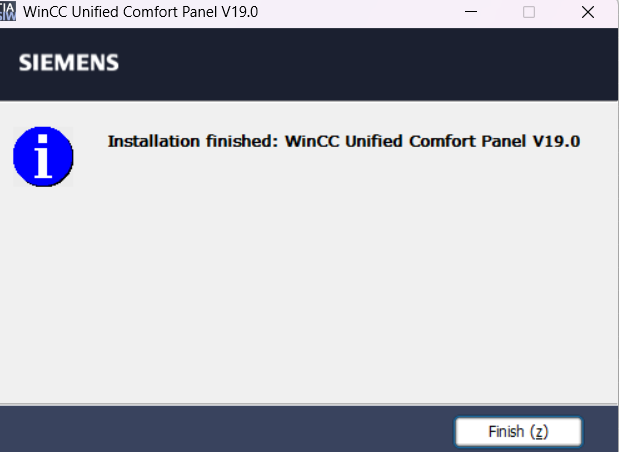 WinCC Unified Comfort Panel V19.0
SIEMENS
Installation finished: WinCC Unified Comfort Panel V19.0
Finish (z)